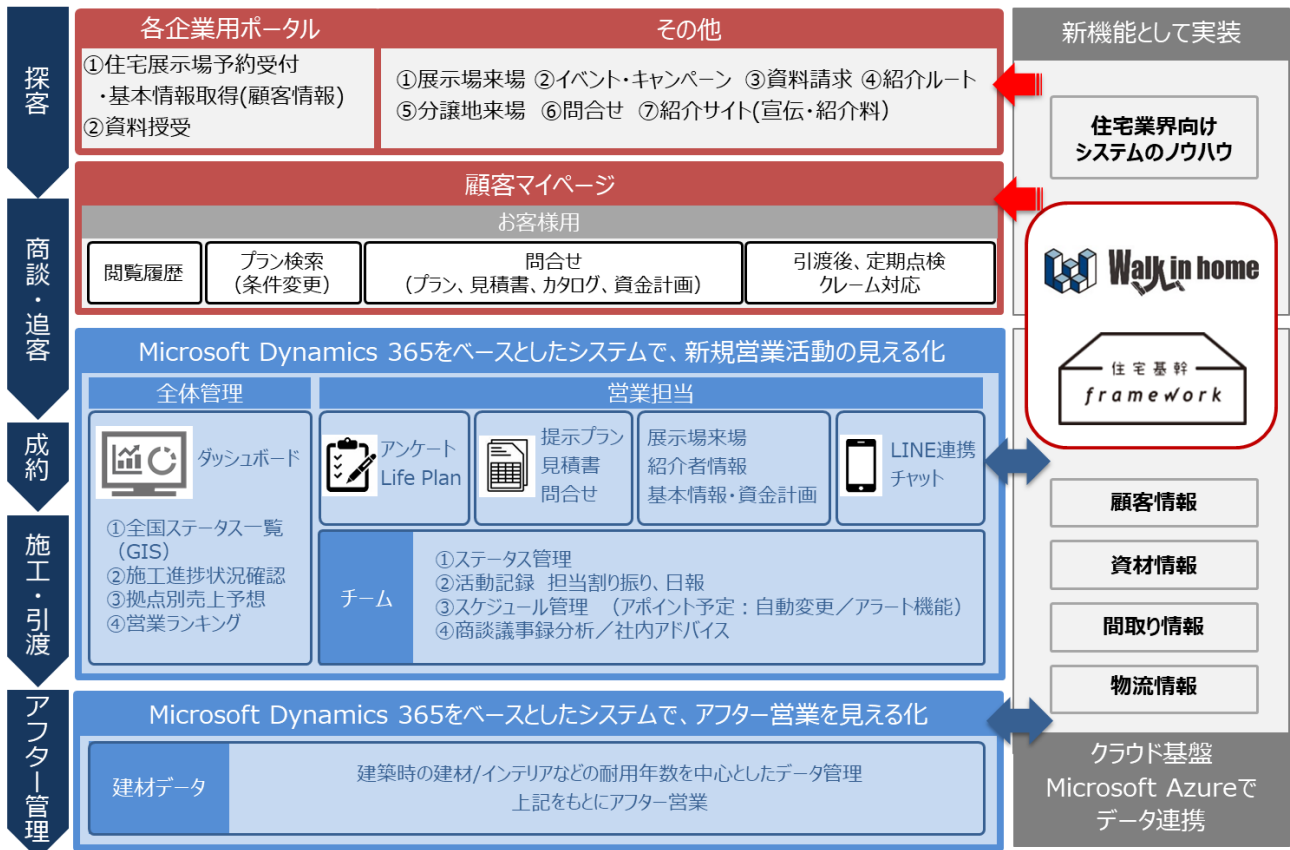 探客
商談・追客
成約
施工・引渡
アフター管理
各企業用ポータル
①住宅展示場予約受付
・基本情報取得(顧客情報)
②資料授受
その他
①展示場来場 ②イベント・キャンペーン ③資料請求 ④紹介ルート
⑤分譲地来場 ⑥問合せ ⑦紹介サイト(宣伝・紹介料)
顧客マイページ
お客様用
閲覧履歴
プラン検索
(条件変更)
問合せ
(プラン、見積書、カタログ、資金計画)
引渡後、定期点検
クレーム対応
Microsoft Dynamics 365をベースとしたシステムで、新規営業活動の見える化
全体管理
ダッシュボード
①全国ステータス一覧
(GIS)
②施工進捗状況確認
③拠点別売上予想
④営業ランキング
営業担当
アンケート
Life Plan
提示プラン
見積書
問合せ
展示場来場
紹介者情報
基本情報・資金計画
LINE連携
チャット
チーム
①ステータス管理
②活動記録 担当割り振り、日報
③スケジュール管理 (アポイント予定：自動変更／アラート機能)
④商談議事録分析／社内アドバイス
Microsoft Dynamics 365をベースとしたシステムで、アフター営業を見える化
建材データ
建築時の建材/インテリアなどの耐用年数を中心としたデータ管理
上記をもとにアフター営業
新機能として実装
住宅業界向け
システムのノウハウ
Walk in home
住宅基幹
framework
顧客情報
資材情報
間取り情報
物流情報
クラウド基盤
Microsoft Azureで
データ連携